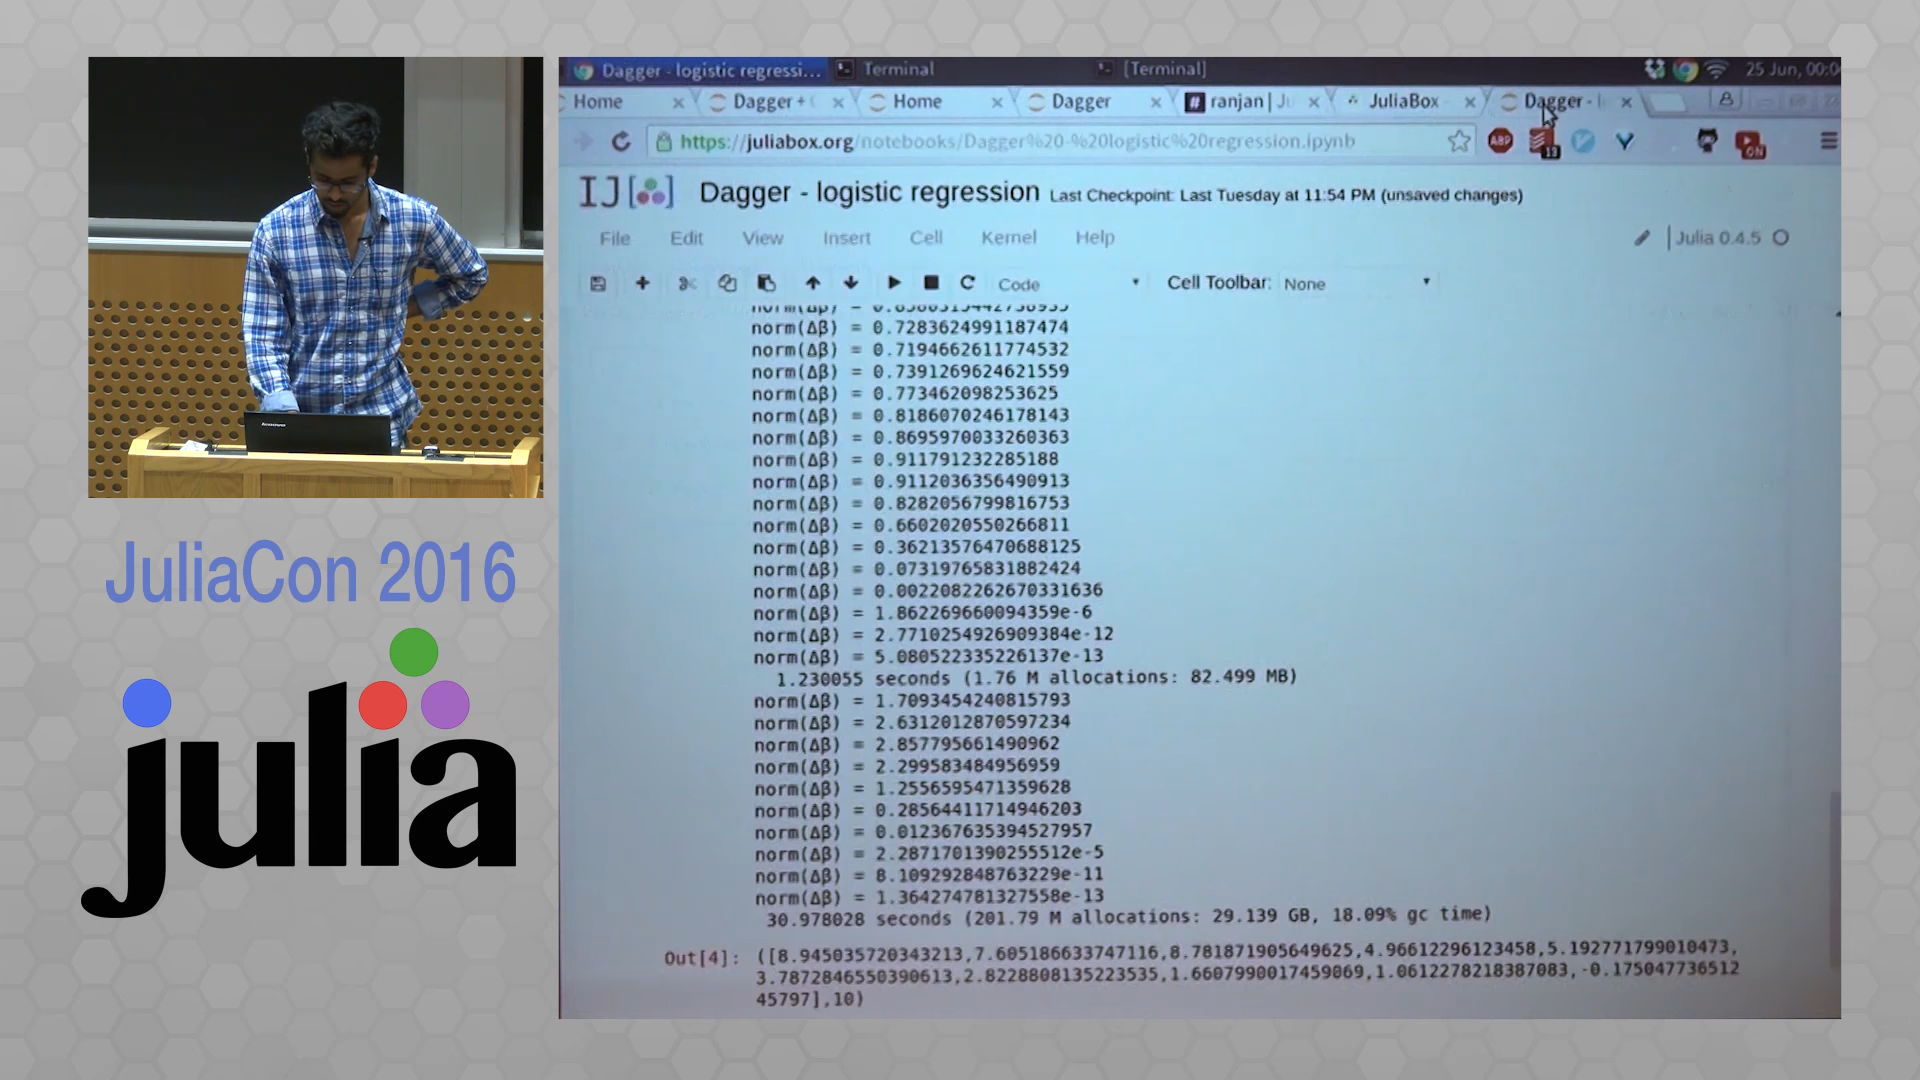 Dagger - logistic regressi...
Terminal
[Terminal]
25 Jun, 00:0
Home
Dagger +
Home
Dagger
ranjan | Ju
JuliaBox
Dagger - l
https://juliabox.org/notebooks/Dagger%20-%20logistic%20regression.ipynb
ABP
13
ON
IJ[ ] Dagger - logistic regression Last Checkpoint: Last Tuesday at 11:54 PM (unsaved changes)
File Edit View Insert Cell Kernel Help
Julia 0.4.5
Code
Cell Toolbar: None
norm(Δβ) = 0.7283624991187474
norm(Δβ) = 0.7194662611774532
norm(Δβ) = 0.7391269624621559
norm(Δβ) = 0.773462098253625
norm(Δβ) = 0.8186070246178143
norm(Δβ) = 0.8695970033260363
norm(Δβ) = 0.911791232285188
norm(Δβ) = 0.9112036356490913
norm(Δβ) = 0.8282056799816753
norm(Δβ) = 0.6602020550266811
norm(Δβ) = 0.36213576470688125
norm(Δβ) = 0.07319765831882424
norm(Δβ) = 0.0022082262670331636
norm(Δβ) = 1.862269660094359e-6
norm(Δβ) = 2.7710254926909384e-12
norm(Δβ) = 5.080522335226137e-13
1.230055 seconds (1.76 M allocations: 82.499 MB)
norm(Δβ) = 1.7093454240815793
norm(Δβ) = 2.6312012870597234
norm(Δβ) = 2.857795661490962
norm(Δβ) = 2.299583484956959
norm(Δβ) = 1.2556595471359628
norm(Δβ) = 0.28564411714946203
norm(Δβ) = 0.012367635394527957
norm(Δβ) = 2.2871701390255512e-5
norm(Δβ) = 8.109292848763229e-11
norm(Δβ) = 1.364274781327558e-13
30.978028 seconds (201.79 M allocations: 29.139 GB, 18.09% gc time)
Out[4]: ([8.945035720343213,7.605186633747116,8.781871905649625,4.96612296123458,5.192771799010473,
3.7872846550390613,2.8228808135223535,1.6607990017459069,1.0612278218387083,-0.175047736512
45797],10)
lenovo
JuliaCon 2016
julia